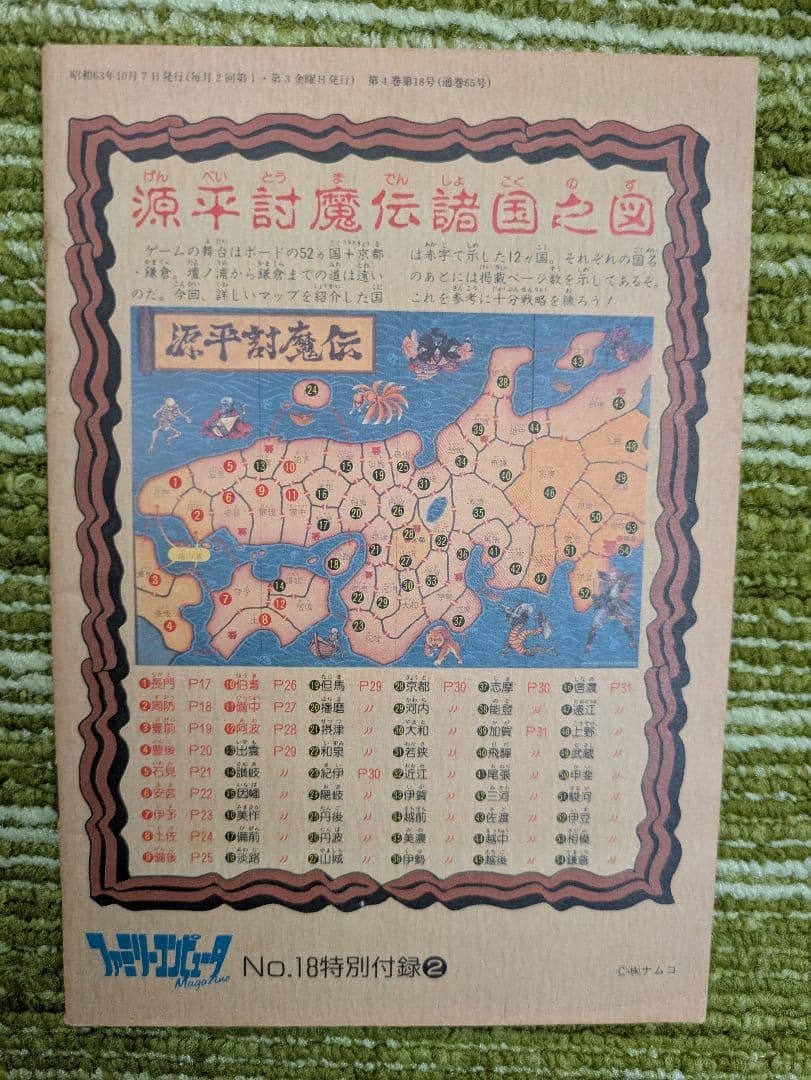 昭和63年10月7日発行(毎月2回第1・第3金曜日発行) 第4巻第18号(通巻65号)
源平討魔伝諸国之図
げん ぺい とう ま でん しょ こく の ず
ゲームの舞台はボードの52ヵ国+京都
・鎌倉。壇ノ浦から鎌倉までの道は遠い
のだ。今回、詳しいマップを紹介した国
は赤字で示した12ヵ国。それぞれの国名
のあとには掲載ページ数を示してあるぞ。
これを参考に十分戦略を練ろう!
源平討魔伝
1長門 P17
2周防 P18
3豊前 P19
4豊後 P20
5石見 P21
6安芸 P22
7伊予 P23
8土佐 P24
9備後 P25
10伯耆 P26
11備中 P27
12阿波 P28
13出雲 P29
14讃岐 〃
15因幡 〃
16美作 〃
17備前 〃
18淡路 〃
19但馬 P29
20播磨 〃
21摂津 〃
22和泉 〃
23紀伊 P30
24隠岐 〃
25丹後 〃
26丹波 〃
27山城 〃
28京都 P30
29河内 〃
30大和 〃
31若狭 〃
32近江 〃
33伊賀 〃
34越前 〃
35美濃 〃
36伊勢 〃
37志摩 P30
38能登 〃
39加賀 P31
40飛騨 〃
41尾張 〃
42三河 〃
43佐渡 〃
44越中 〃
45越後 〃
46信濃 P31
47遠江 〃
48上野 〃
49武蔵 〃
50甲斐 〃
51駿河 〃
52伊豆 〃
53相模 〃
54鎌倉 〃
ファミリーコンピュータ
Magazine
No.18特別付録❷
©㈱ナムコ